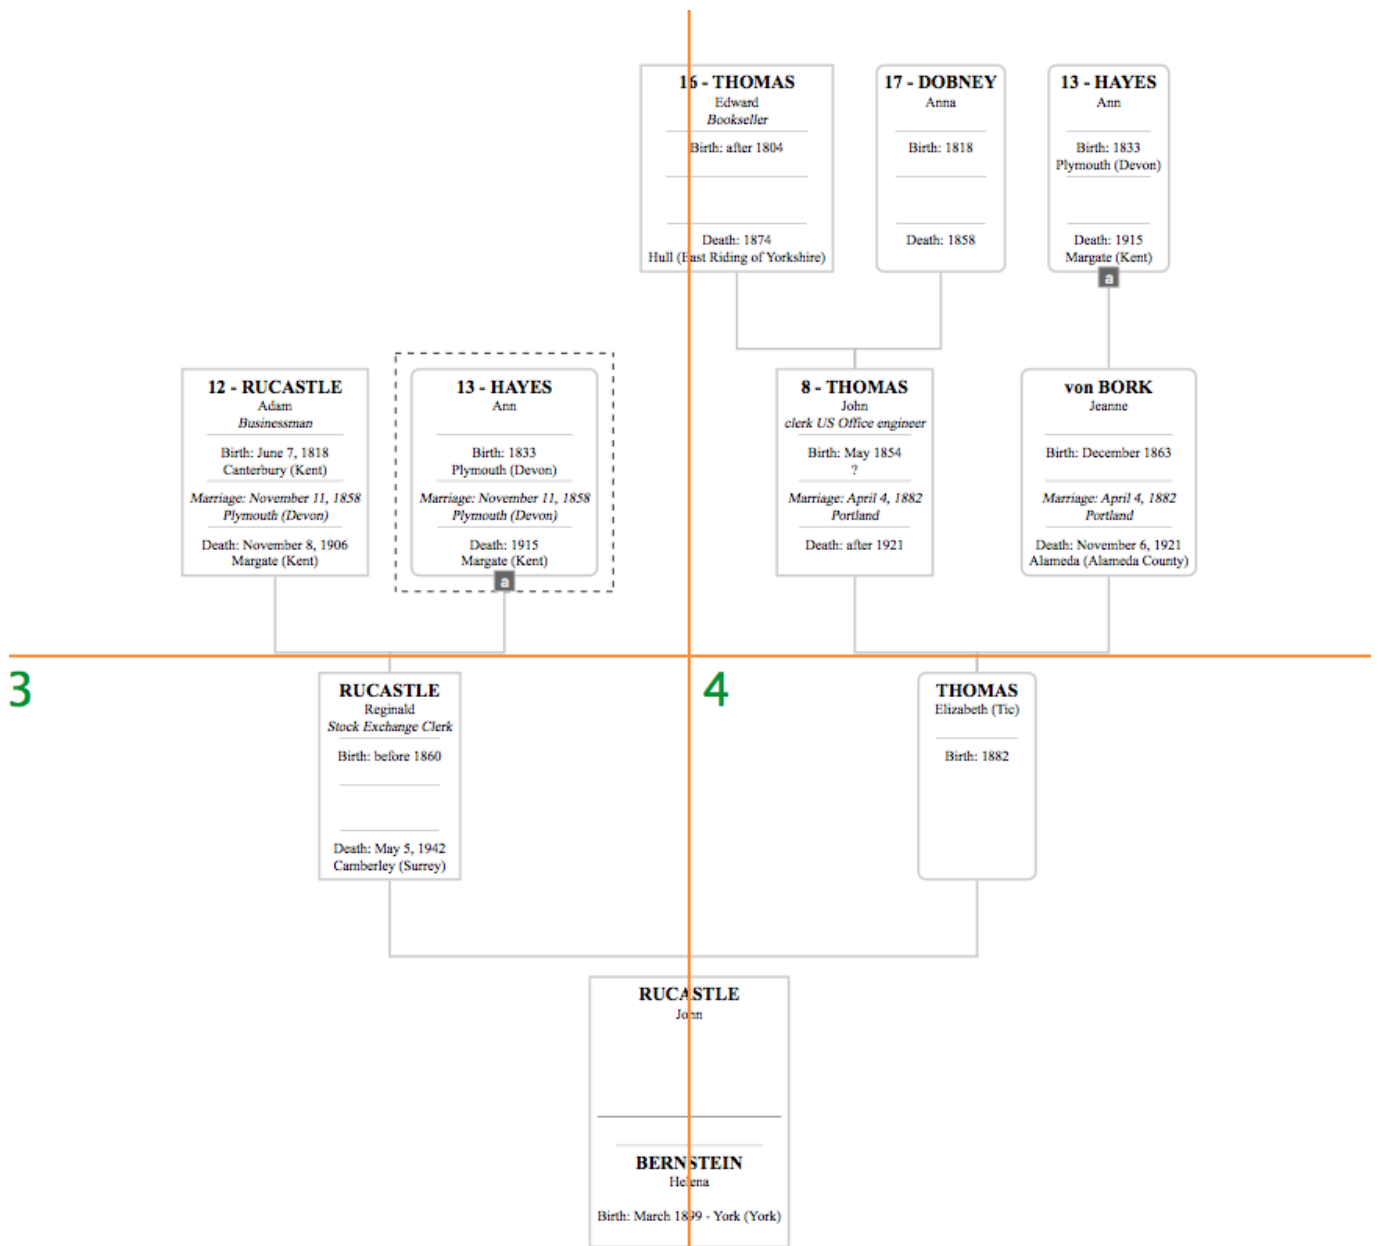 16 - THOMAS
Edward
Bookseller
Birth: after 1804
Death: 1874
Hull (East Riding of Yorkshire)
17 - DOBNEY
Anna
Birth: 1818
Death: 1858
13 - HAYES
Ann
Birth: 1833
Plymouth (Devon)
Death: 1915
Margate (Kent)
a
12 - RUCASTLE
Adam
Businessman
Birth: June 7, 1818
Canterbury (Kent)
Marriage: November 11, 1858
Plymouth (Devon)
Death: November 8, 1906
Margate (Kent)
13 - HAYES
Ann
Birth: 1833
Plymouth (Devon)
Marriage: November 11, 1858
Plymouth (Devon)
Death: 1915
Margate (Kent)
a
8 - THOMAS
John
clerk US Office engineer
Birth: May 1854
?
Marriage: April 4, 1882
Portland
Death: after 1921
von BORK
Jeanne
Birth: December 1863
Marriage: April 4, 1882
Portland
Death: November 6, 1921
Alameda (Alameda County)
3
4
RUCASTLE
Reginald
Stock Exchange Clerk
Birth: before 1860
Death: May 5, 1942
Camberley (Surrey)
THOMAS
Elizabeth (Tic)
Birth: 1882
RUCASTLE
John
BERNSTEIN
Helena
Birth: March 1899 - York (York)